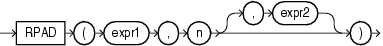 RPAD ( expr1 , n , expr2 )